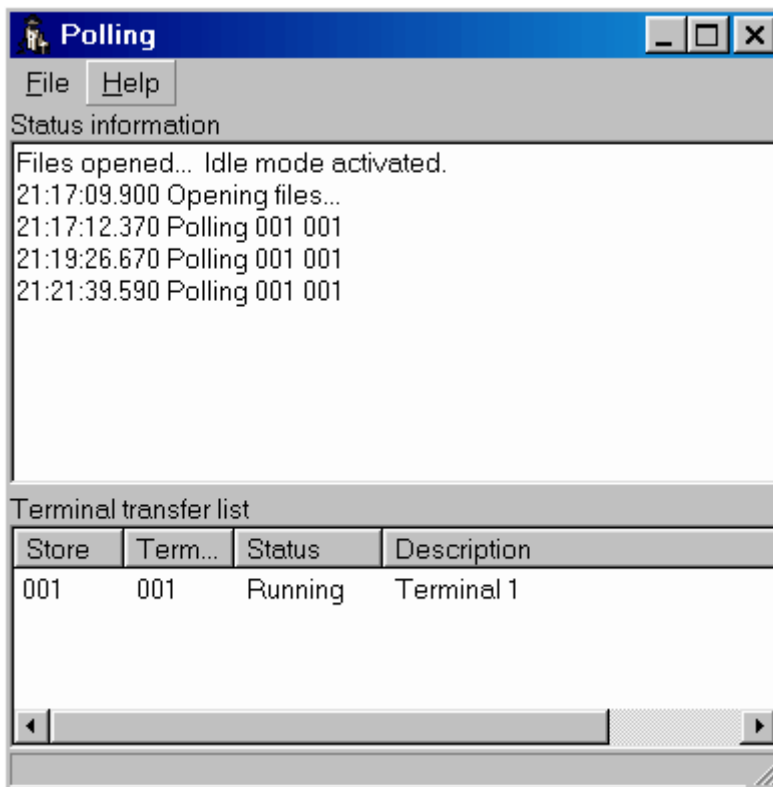 Polling
File Help
Status information
Files opened... Idle mode activated.
21:17:09.900 Opening files...
21:17:12.370 Polling 001 001
21:19:26.670 Polling 001 001
21:21:39.590 Polling 001 001
Terminal transfer list
Store Term... Status Description
001 001 Running Terminal 1